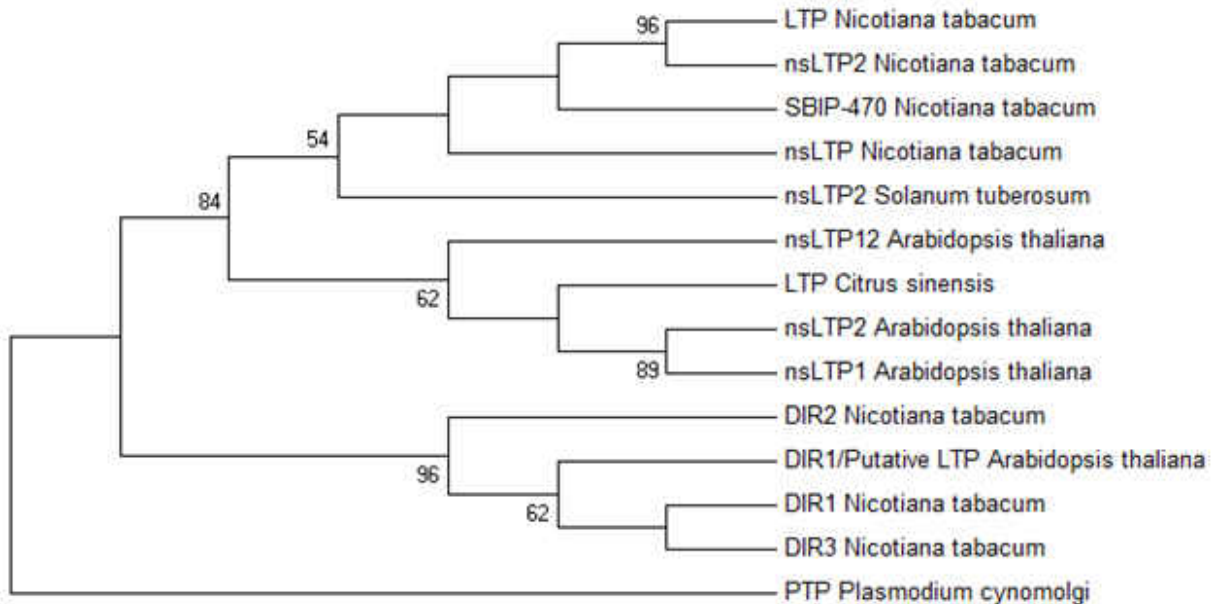 96
LTP Nicotiana tabacum
nsLTP2 Nicotiana tabacum
SBIP-470 Nicotiana tabacum
54
nsLTP Nicotiana tabacum
84
nsLTP2 Solanum tuberosum
nsLTP12 Arabidopsis thaliana
62
LTP Citrus sinensis
nsLTP2 Arabidopsis thaliana
89
nsLTP1 Arabidopsis thaliana
DIR2 Nicotiana tabacum
96
DIR1/Putative LTP Arabidopsis thaliana
62
DIR1 Nicotiana tabacum
DIR3 Nicotiana tabacum
PTP Plasmodium cynomolgi